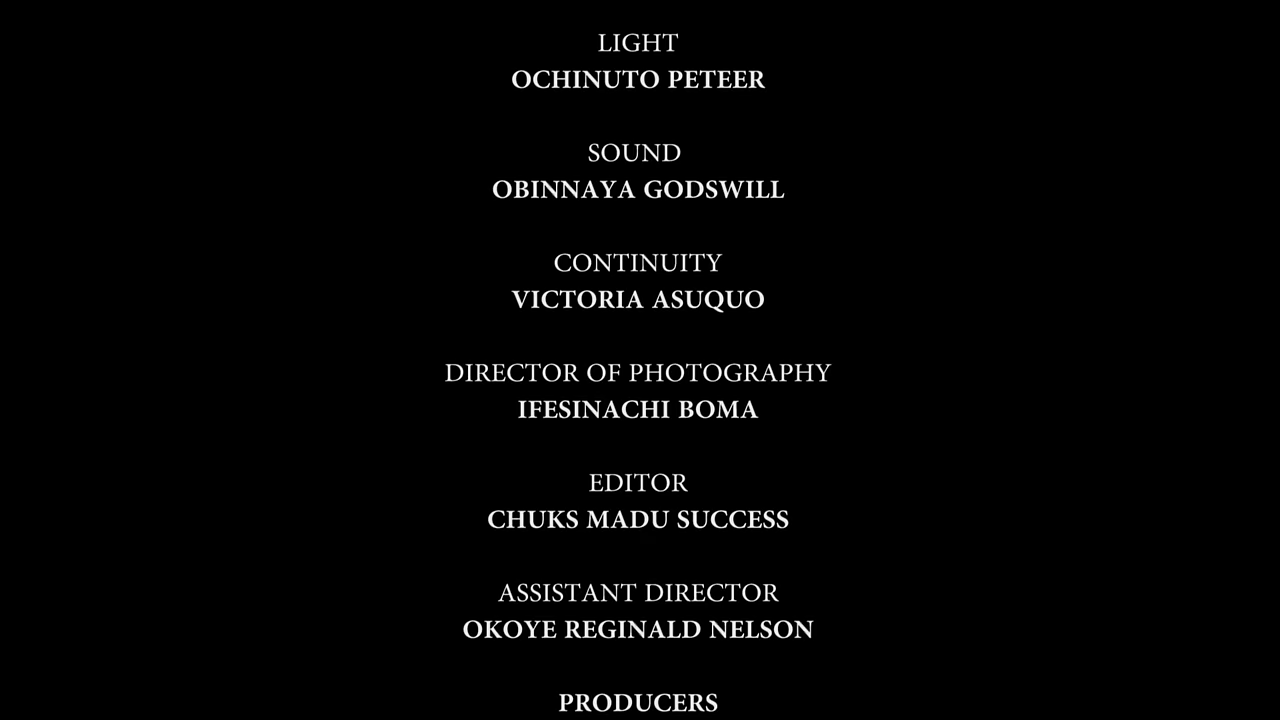 LIGHT
OCHINUTO PETEER
SOUND
OBINNAYA GODSWILL
CONTINUITY
VICTORIA ASUQUO
DIRECTOR OF PHOTOGRAPHY
IFESINACHI BOMA
EDITOR
CHUKS MADU SUCCESS
ASSISTANT DIRECTOR
OKOYE REGINALD NELSON
PRODUCERS